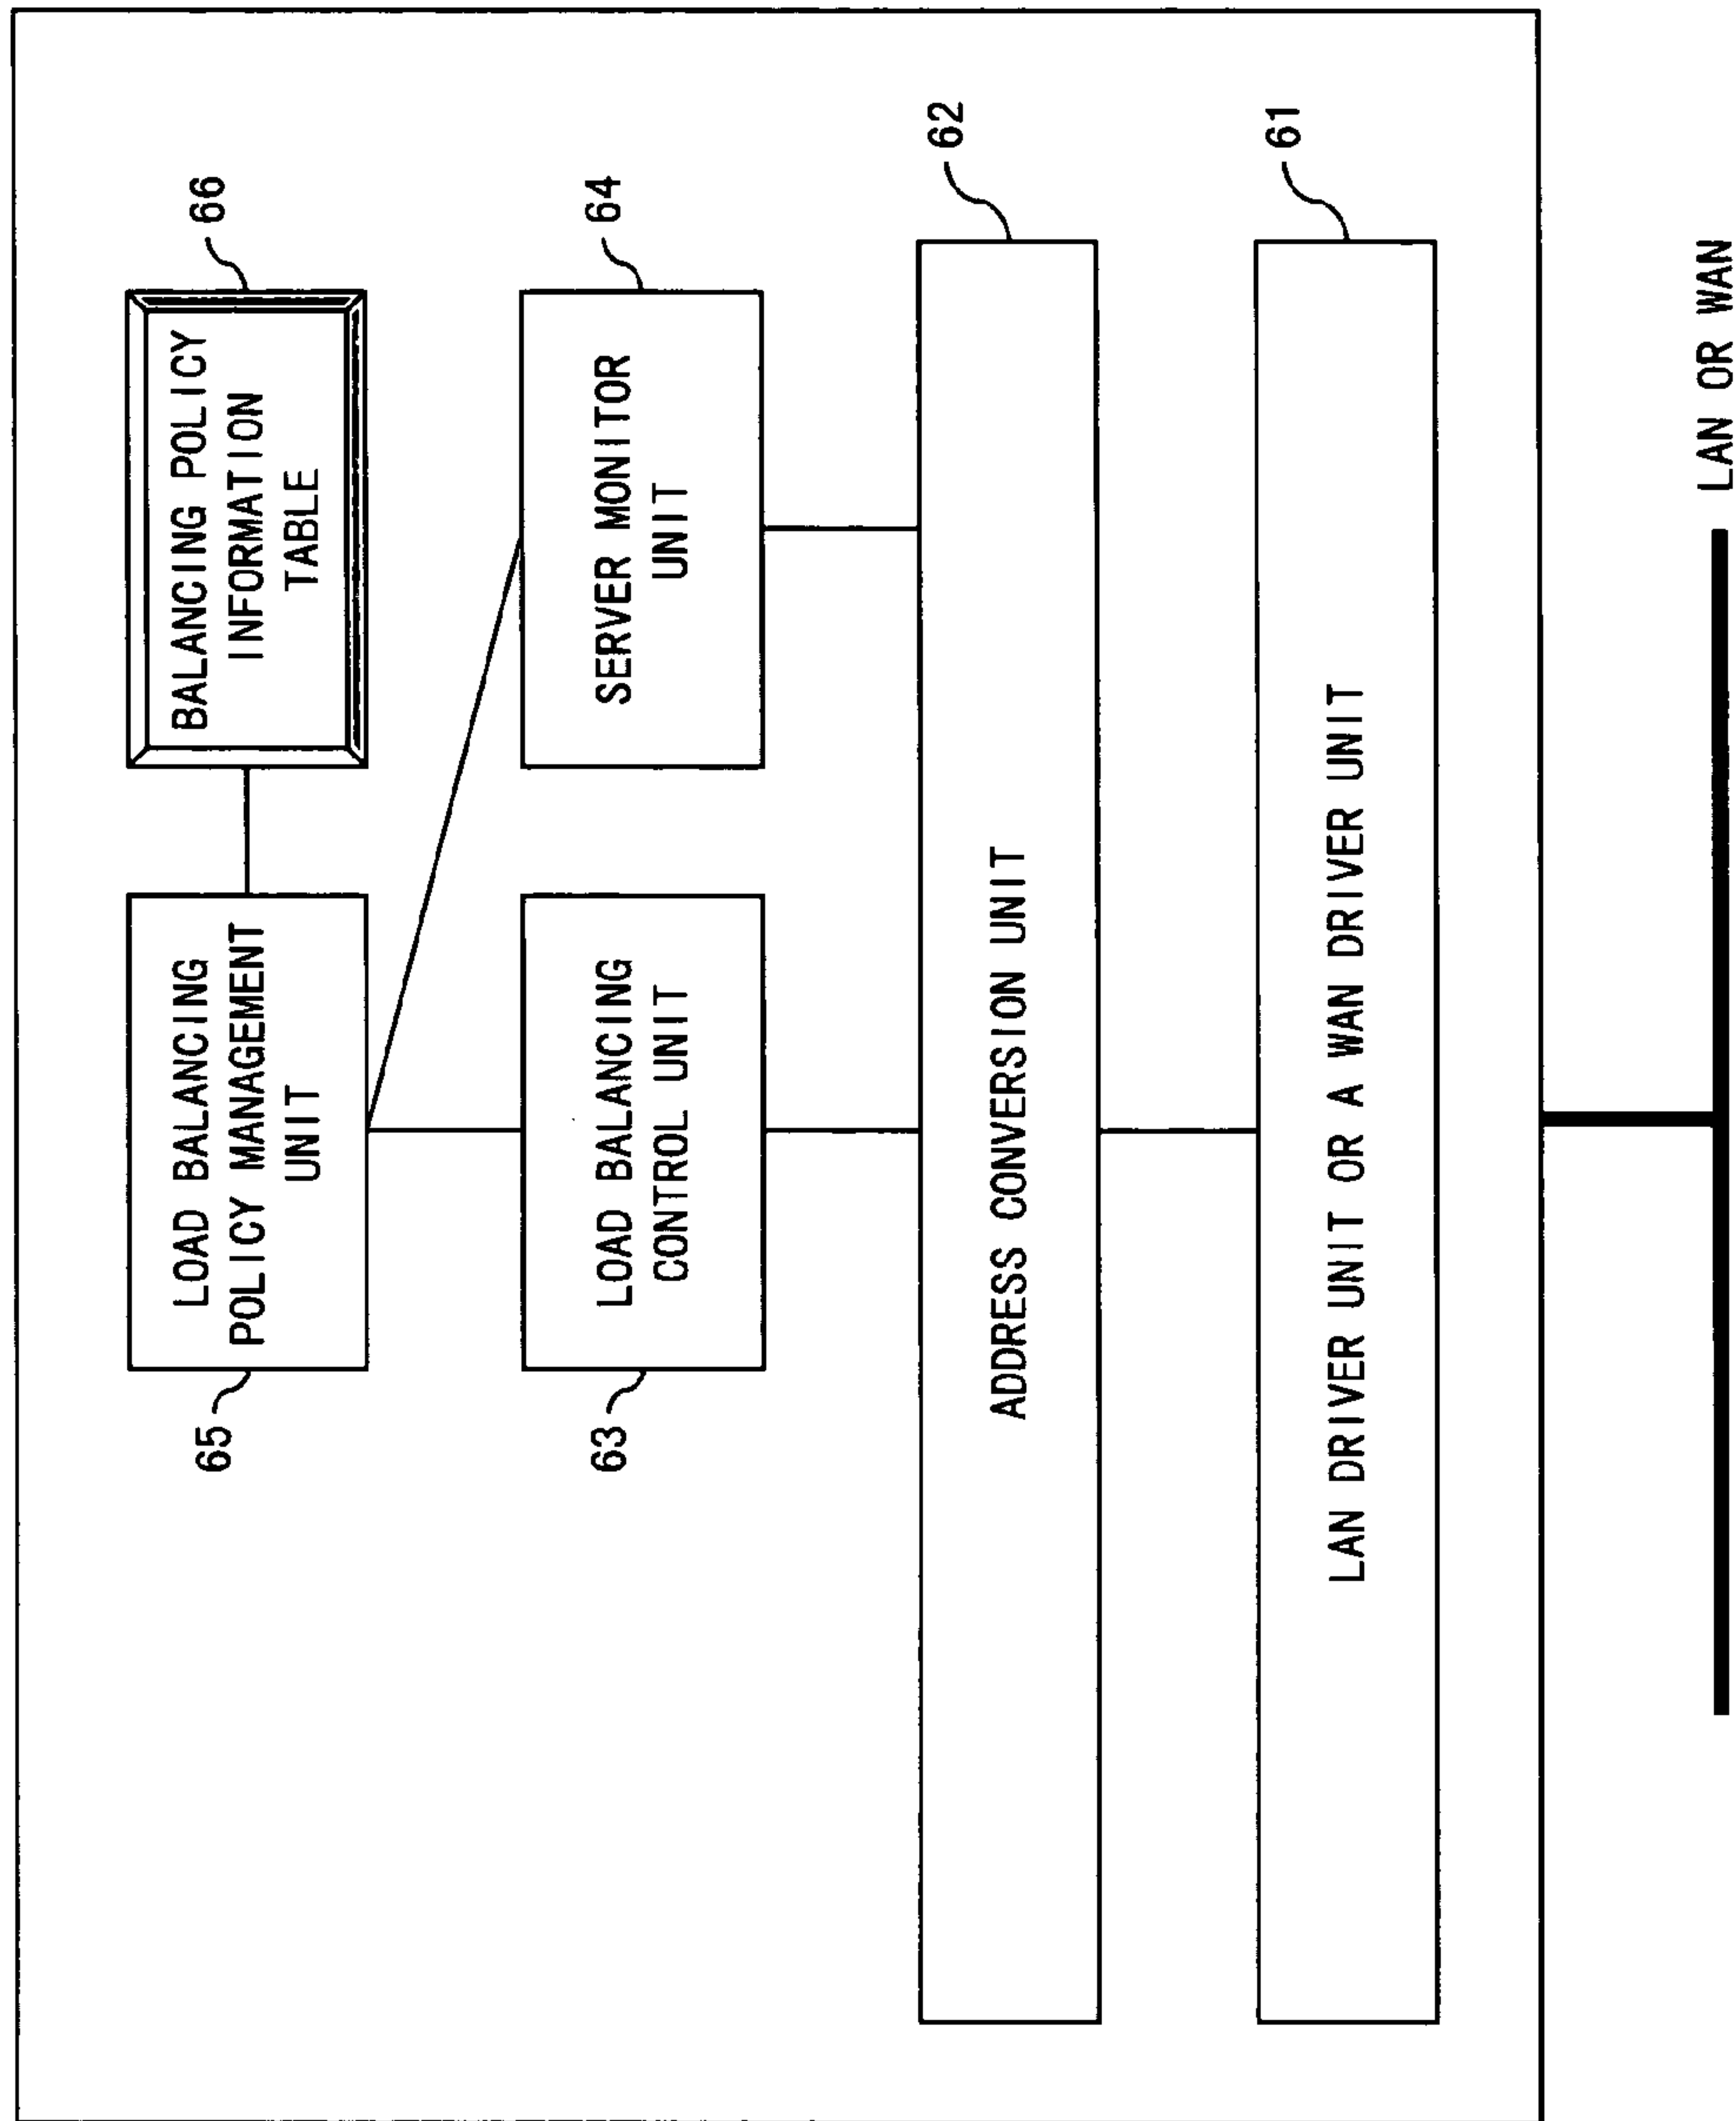 65
LOAD BALANCING
POLICY MANAGEMENT
UNIT
BALANCING POLICY
INFORMATION
TABLE
66
63
LOAD BALANCING
CONTROL UNIT
SERVER MONITOR
UNIT
64
ADDRESS CONVERSION UNIT
62
LAN DRIVER UNIT OR A WAN DRIVER UNIT
61
LAN OR WAN